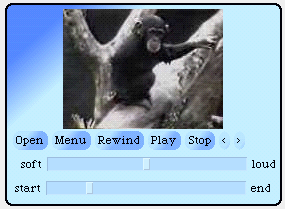 Open Menu Rewind Play Stop < >
soft loud
start end